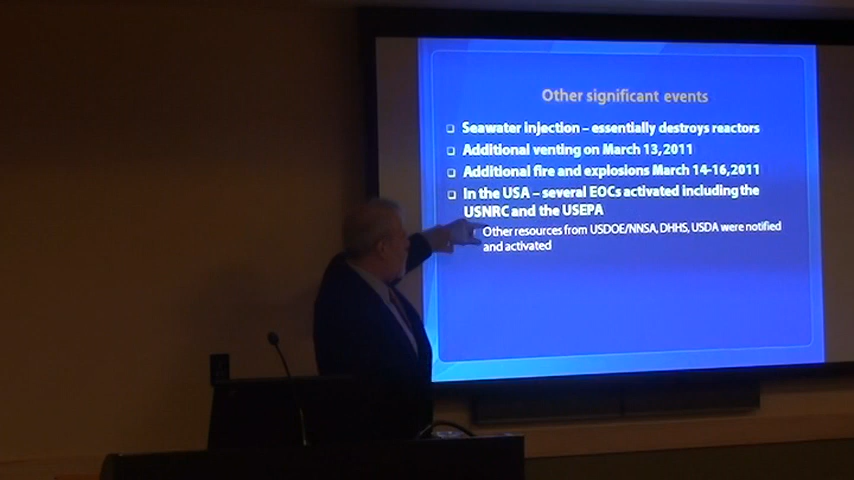 Other significant events
Seawater injection – essentially destroys reactors
Additional venting on March 13, 2011
Additional fire and explosions March 14-16, 2011
In the USA – several EOCs activated including the
USNRC and the USEPA
Other resources from USDOE/NNSA, DHHS, USDA were notified
and activated